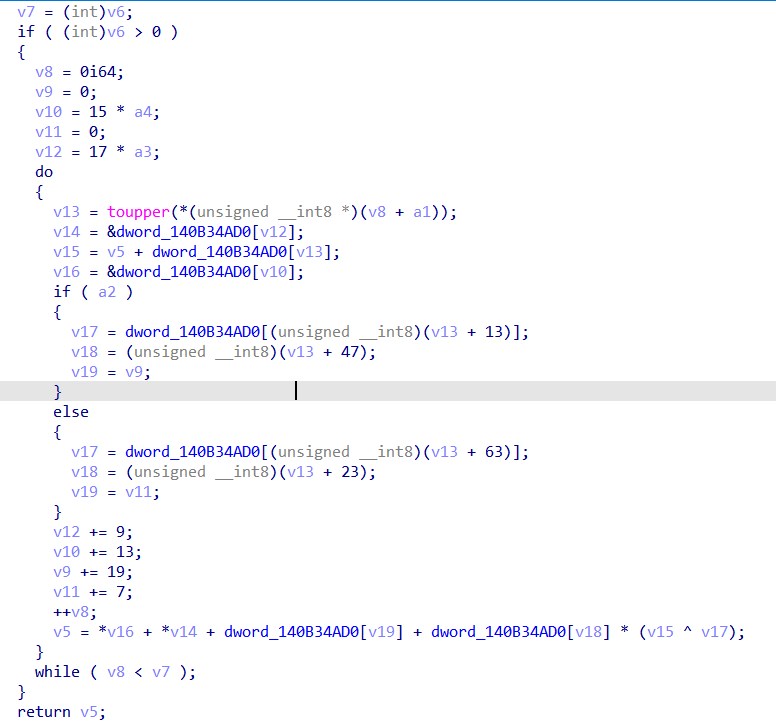 v7 = (int)v6;
if ( (int)v6 > 0 )
{
v8 = 0i64;
v9 = 0;
v10 = 15 * a4;
v11 = 0;
v12 = 17 * a3;
do
{
v13 = toupper(*(unsigned __int8 *)(v8 + a1));
v14 = &dword_140B34AD0[v12];
v15 = v5 + dword_140B34AD0[v13];
v16 = &dword_140B34AD0[v10];
if ( a2 )
{
v17 = dword_140B34AD0[(unsigned __int8)(v13 + 13)];
v18 = (unsigned __int8)(v13 + 47);
v19 = v9;
}
else
{
v17 = dword_140B34AD0[(unsigned __int8)(v13 + 63)];
v18 = (unsigned __int8)(v13 + 23);
v19 = v11;
}
v12 += 9;
v10 += 13;
v9 += 19;
v11 += 7;
++v8;
v5 = *v16 + *v14 + dword_140B34AD0[v19] + dword_140B34AD0[v18] * (v15 ^ v17);
}
while ( v8 < v7 );
}
return v5;